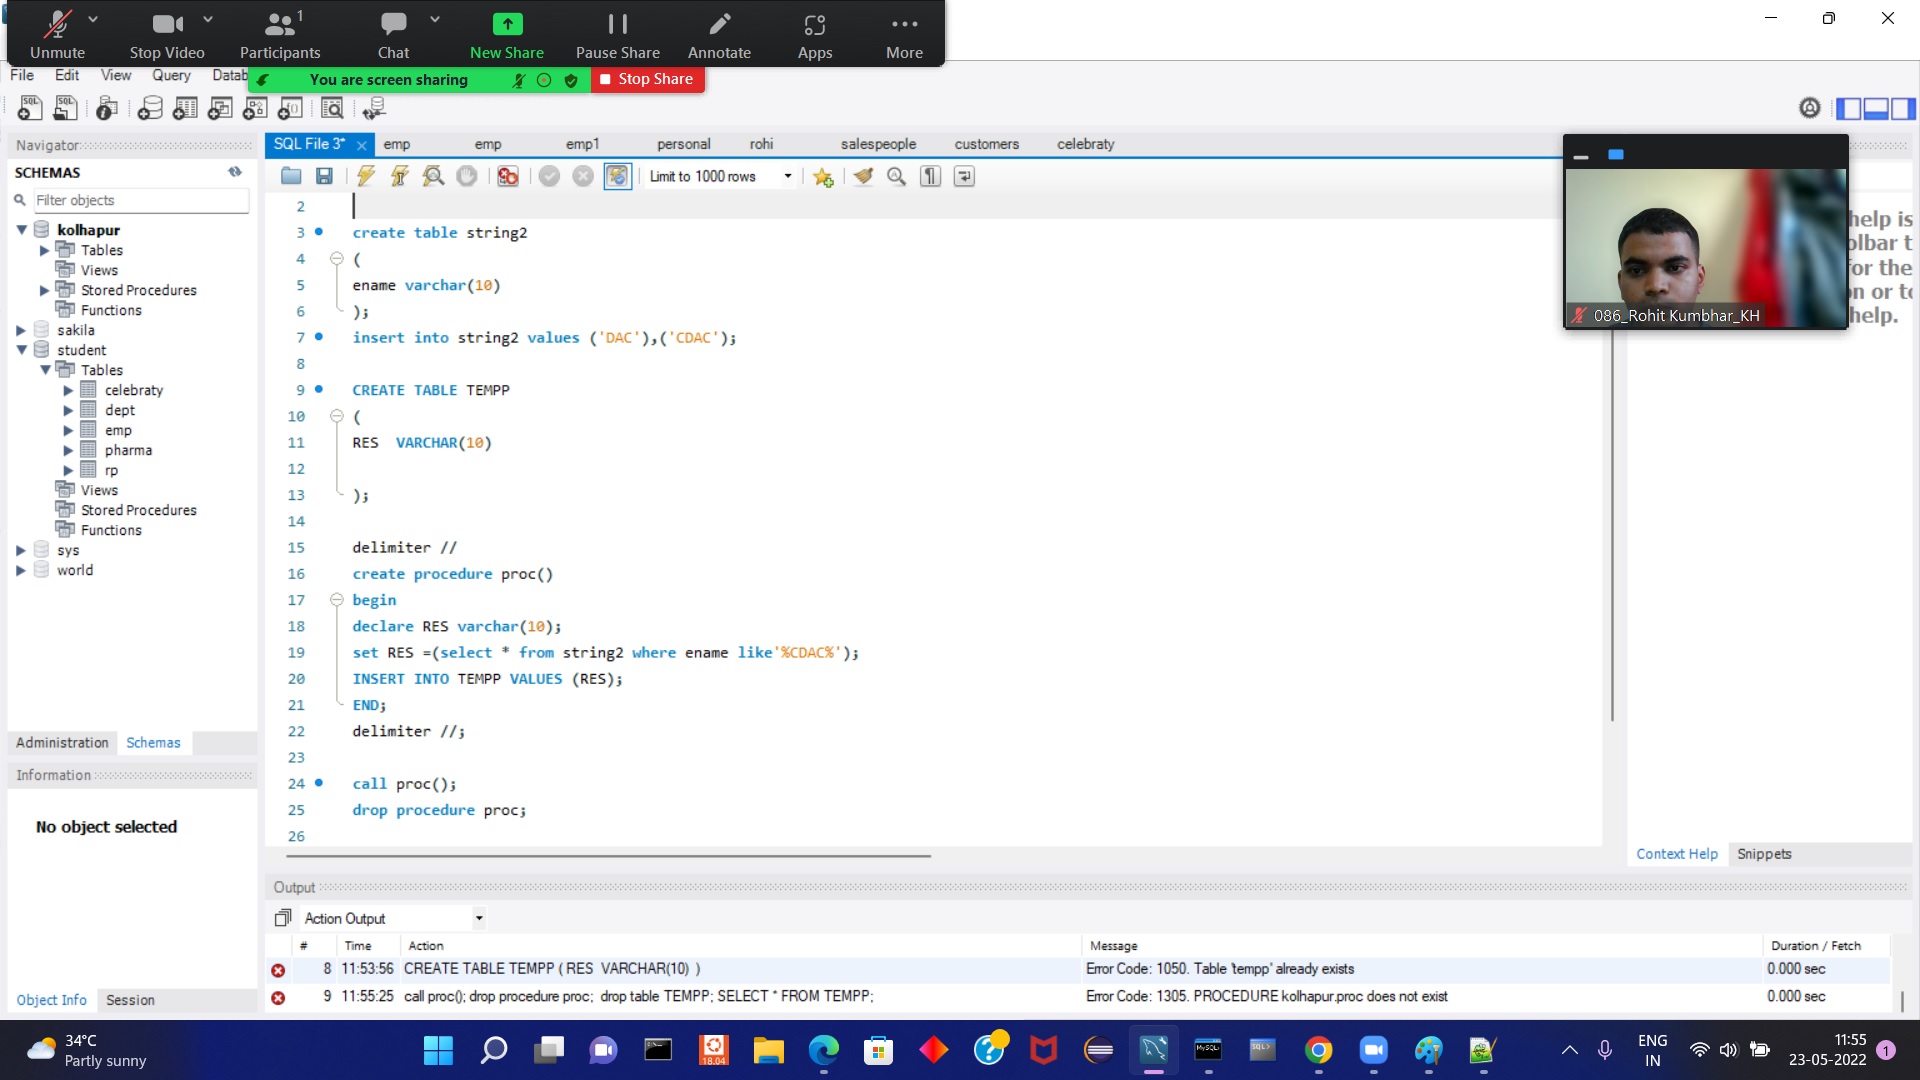 1
Unmute Stop Video Participants Chat New Share Pause Share Annotate Apps More
File Edit View Query Datab
You are screen sharing Stop Share
Navigator
SQL File 3* emp emp emp1 personal rohi salespeople customers celebraty
SCHEMAS
Limit to 1000 rows
Filter objects
kolhapur
Tables
Views
Stored Procedures
Functions
sakila
student
Tables
celebraty
dept
emp
pharma
rp
Views
Stored Procedures
Functions
sys
world
Administration Schemas
Information
No object selected
Object Info Session
2
3 create table string2
4 (
5 ename varchar(10)
6 );
7 insert into string2 values ('DAC'),('CDAC');
8
9 CREATE TABLE TEMPP
10 (
11 RES  VARCHAR(10)
12
13 );
14
15 delimiter //
16 create procedure proc()
17 begin
18 declare RES varchar(10);
19 set RES =(select * from string2 where ename like'%CDAC%');
20 INSERT INTO TEMPP VALUES (RES);
21 END;
22 delimiter //;
23
24 call proc();
25 drop procedure proc;
26
086_Rohit Kumbhar_KH
help is
olbar t
for the
n or to
help.
Context Help Snippets
Output
Action Output
# Time Action Message Duration / Fetch
8 11:53:56 CREATE TABLE TEMPP ( RES  VARCHAR(10)  ) Error Code: 1050. Table 'tempp' already exists 0.000 sec
9 11:55:25 call proc(); drop procedure proc;  drop table TEMPP; SELECT * FROM TEMPP; Error Code: 1305. PROCEDURE kolhapur.proc does not exist 0.000 sec
34°C
Partly sunny
18.04
ENG
IN
11:55
23-05-2022
1